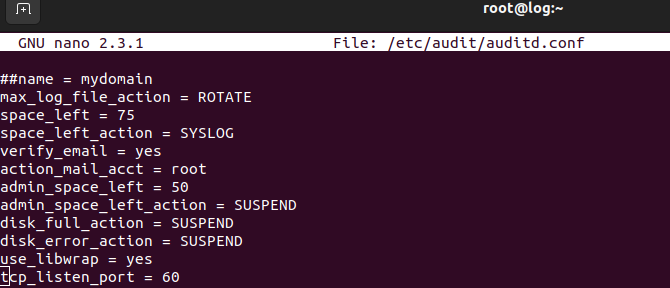 root@log:~
GNU nano 2.3.1 File: /etc/audit/auditd.conf
##name = mydomain
max_log_file_action = ROTATE
space_left = 75
space_left_action = SYSLOG
verify_email = yes
action_mail_acct = root
admin_space_left = 50
admin_space_left_action = SUSPEND
disk_full_action = SUSPEND
disk_error_action = SUSPEND
use_libwrap = yes
tcp_listen_port = 60